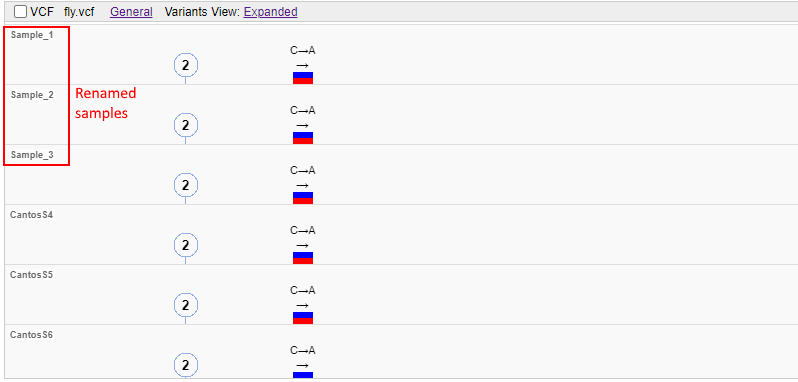 VCF fly.vcf General Variants View: Expanded
Sample_1
C→A
2 →
Sample_2
Renamed
samples
C→A
2 →
Sample_3
C→A
2 →
CantosS4
C→A
2 →
CantosS5
C→A
2 →
CantosS6
C→A
2 →